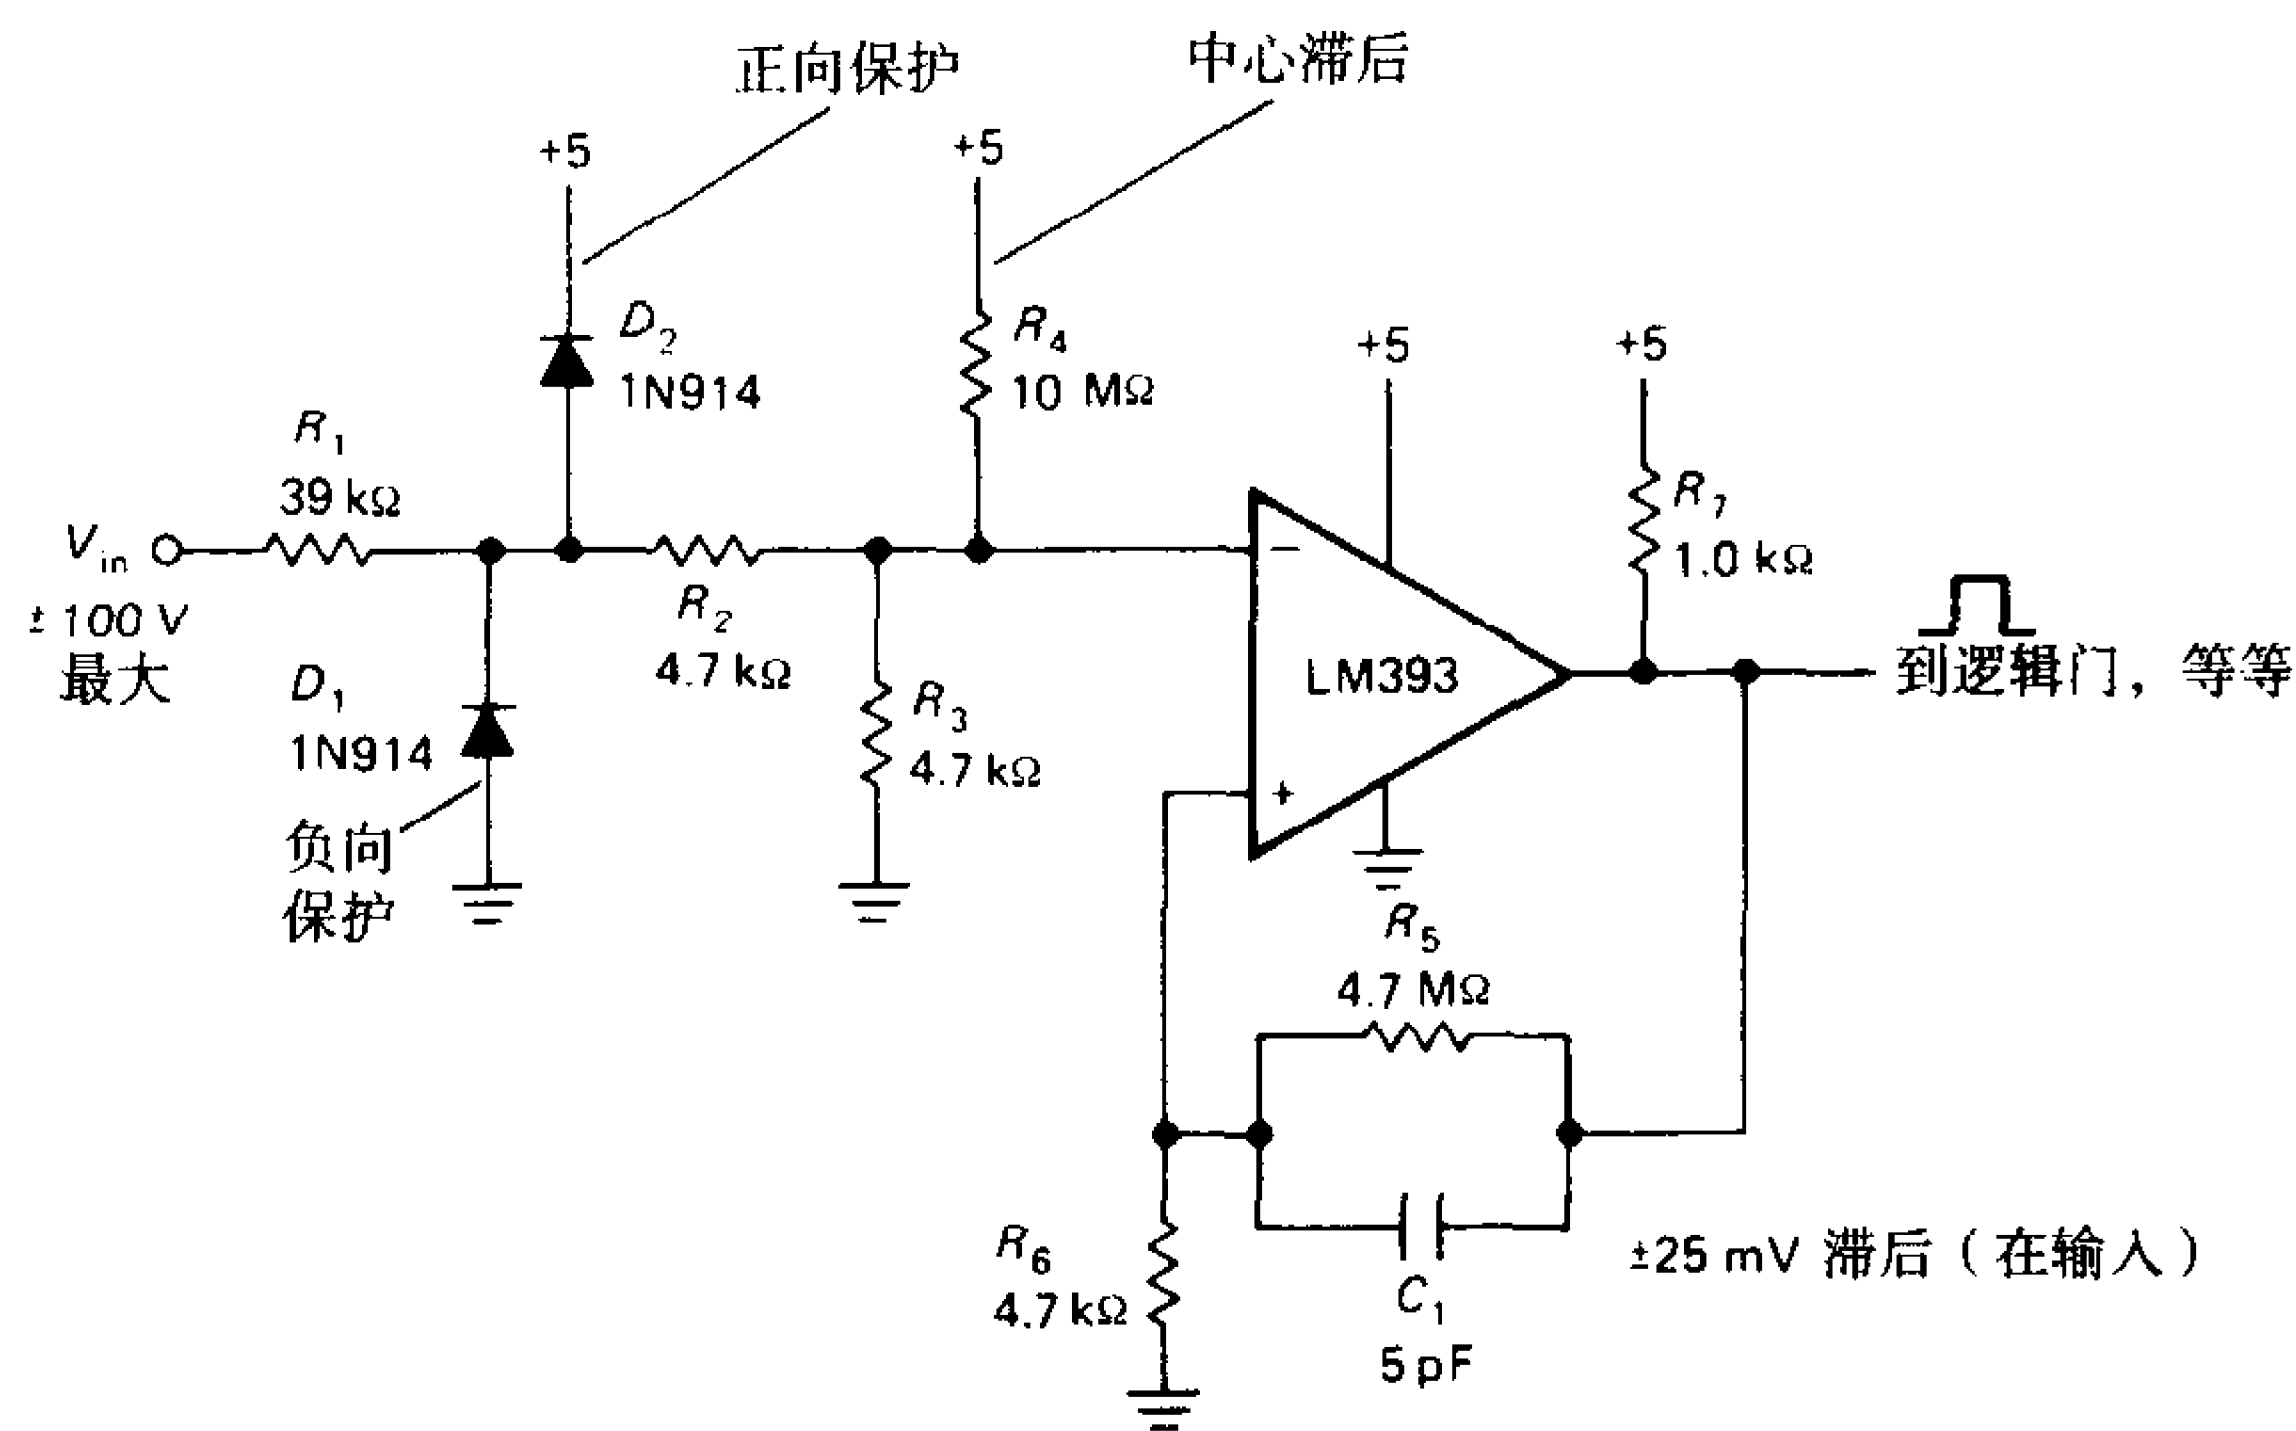 正向保护
中心滞后
+5
+5
D2
1N914
R4
10 MΩ
+5
+5
R1
39 kΩ
R7
1.0 kΩ
Vin
± 100 V
最大
R2
4.7 kΩ
−
LM393
+
到逻辑门，等等
D1
1N914
R3
4.7 kΩ
负向
保护
R5
4.7 MΩ
R6
4.7 kΩ
C1
5 pF
±25 mV 滞后（在输入）